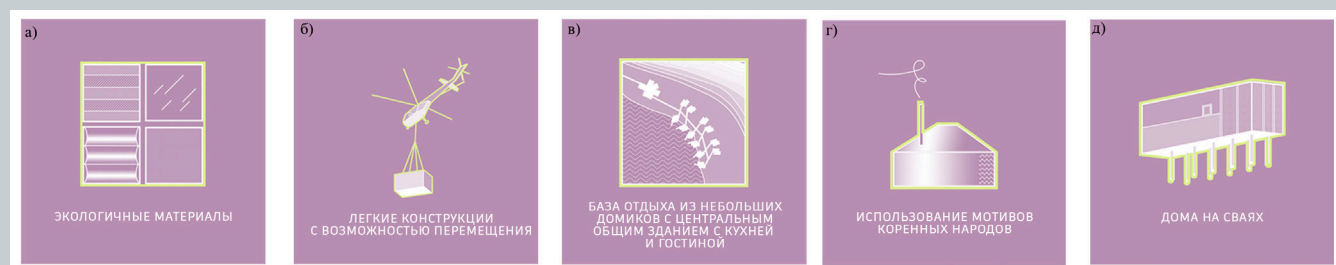 а)
ЭКОЛОГИЧНЫЕ МАТЕРИАЛЫ
б)
ЛЕГКИЕ КОНСТРУКЦИИ
С ВОЗМОЖНОСТЬЮ ПЕРЕМЕЩЕНИЯ
в)
БАЗА ОТДЫХА ИЗ НЕБОЛЬШИХ
ДОМИКОВ С ЦЕНТРАЛЬНЫМ
ОБЩИМ ЗДАНИЕМ С КУХНЕЙ
И ГОСТИНОЙ
г)
ИСПОЛЬЗОВАНИЕ МОТИВОВ
КОРЕННЫХ НАРОДОВ
д)
ДОМА НА СВАЯХ